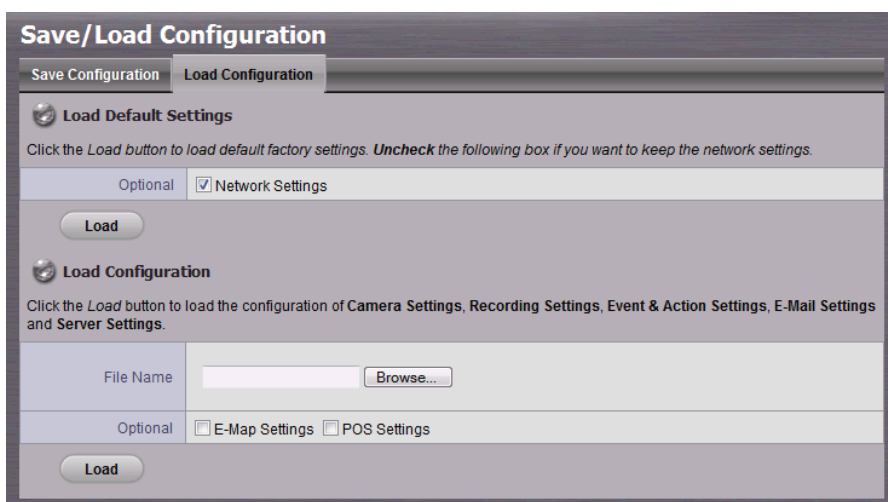 Save/Load Configuration
Save Configuration
Load Configuration
Load Default Settings
Click the Load button to load default factory settings. Uncheck the following box if you want to keep the network settings.
Optional
Network Settings
Load
Load Configuration
Click the Load button to load the configuration of Camera Settings, Recording Settings, Event & Action Settings, E-Mail Settings
and Server Settings.
File Name
Browse...
Optional
E-Map Settings
POS Settings
Load